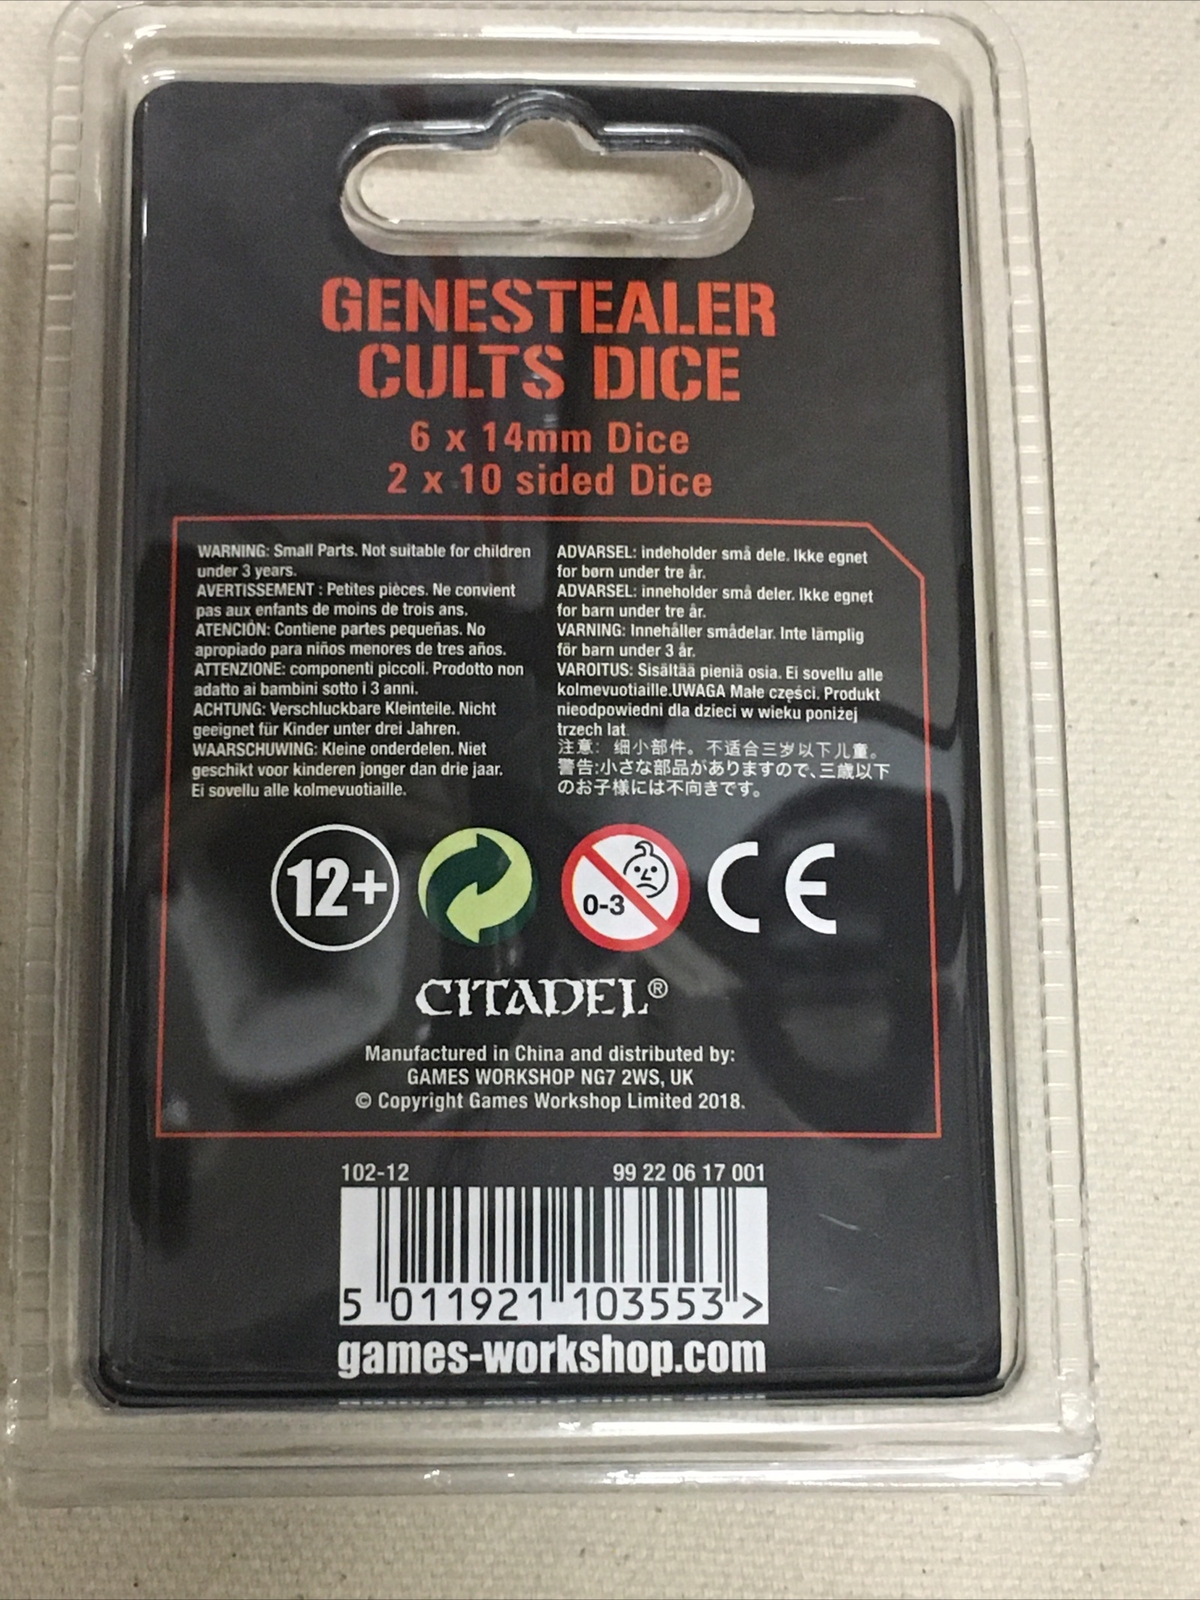 GENESTEALER
CULTS DICE
6 x 14mm Dice
2 x 10 sided Dice
WARNING: Small Parts. Not suitable for children
under 3 years.
AVERTISSEMENT : Petites pièces. Ne convient
pas aux enfants de moins de trois ans.
ATENCIÓN: Contiene partes pequeñas. No
apropiado para niños menores de tres años.
ATTENZIONE: componenti piccoli. Prodotto non
adatto ai bambini sotto i 3 anni.
ACHTUNG: Verschluckbare Kleinteile. Nicht
geeignet für Kinder unter drei Jahren.
WAARSCHUWING: Kleine onderdelen. Niet
geschikt voor kinderen jonger dan drie jaar.
Ei sovellu alle kolmevuotiaille.
ADVARSEL: indeholder små dele. Ikke egnet
for børn under tre år.
ADVARSEL: inneholder små deler. Ikke egnet
for barn under tre år.
VARNING: Innehåller smådelar. Inte lämplig
för barn under 3 år.
VAROITUS: Sisältää pieniä osia. Ei sovellu alle
kolmevuotiaille.UWAGA Małe części. Produkt
nieodpowiedni dla dzieci w wieku poniżej
trzech lat
注意: 细小部件。不适合三岁以下儿童。
警告:小さな部品がありますので、三歳以下
のお子様には不向きです。
12+
0-3
CE
CITADEL®
Manufactured in China and distributed by:
GAMES WORKSHOP NG7 2WS, UK
© Copyright Games Workshop Limited 2018.
102-12 99 22 06 17 001
5 011921 103553 >
games-workshop.com